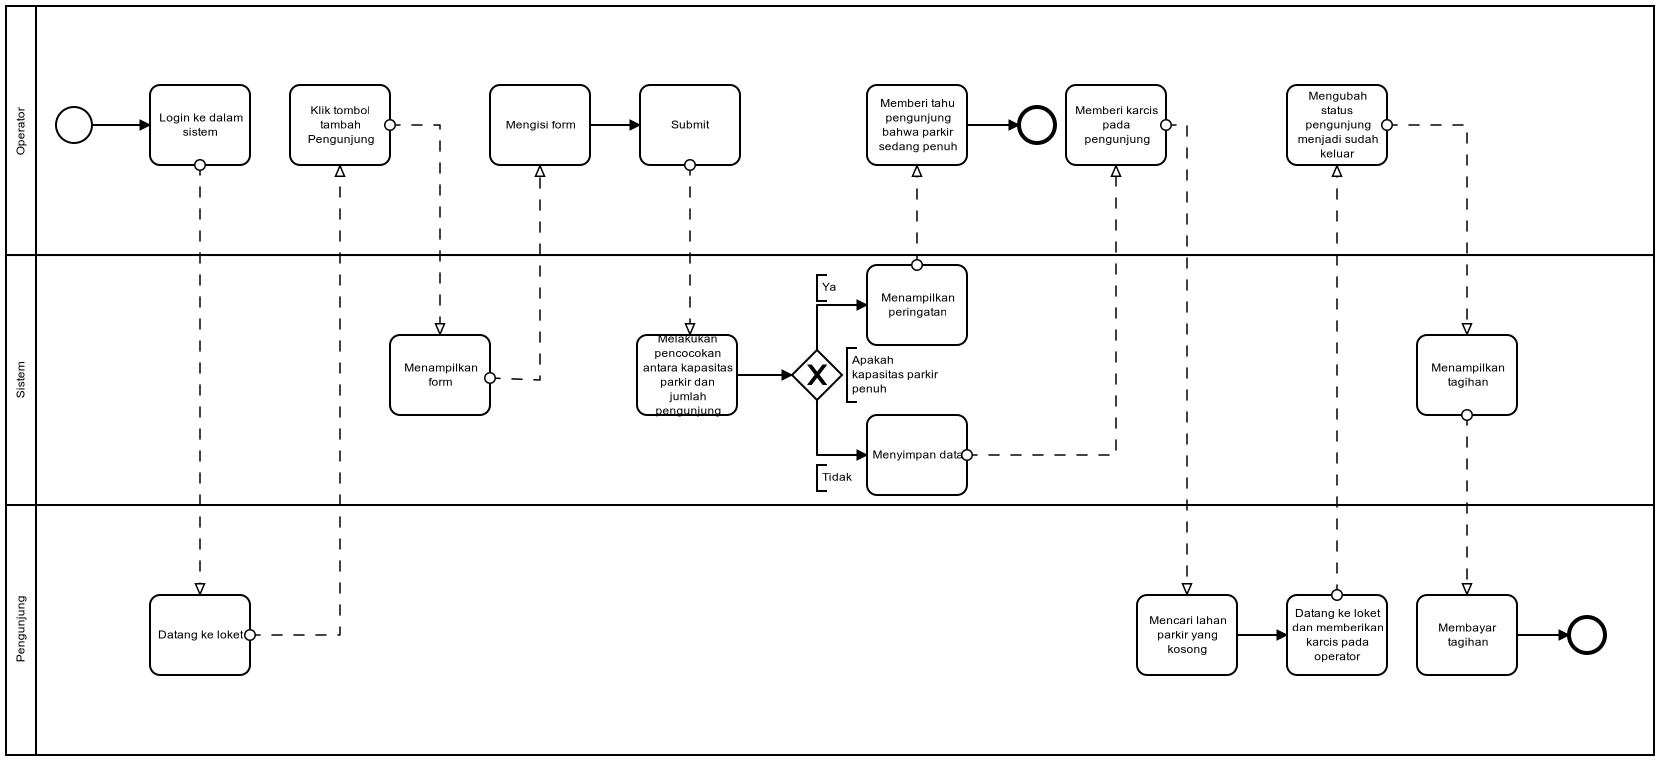 Operator
Login ke dalam
sistem
Klik tombol
tambah
Pengunjung
Mengisi form
Submit
Memberi tahu
pengunjung
bahwa parkir
sedang penuh
Memberi karcis
pada
pengunjung
Mengubah
status
pengunjung
menjadi sudah
keluar
Sistem
Menampilkan
form
Melakukan
pencocokan
antara kapasitas
parkir dan
jumlah
pengunjung
Ya
Menampilkan
peringatan
X
Apakah
kapasitas parkir
penuh
Tidak
Menyimpan data
Menampilkan
tagihan
Pengunjung
Datang ke loket
Mencari lahan
parkir yang
kosong
Datang ke loket
dan memberikan
karcis pada
operator
Membayar
tagihan